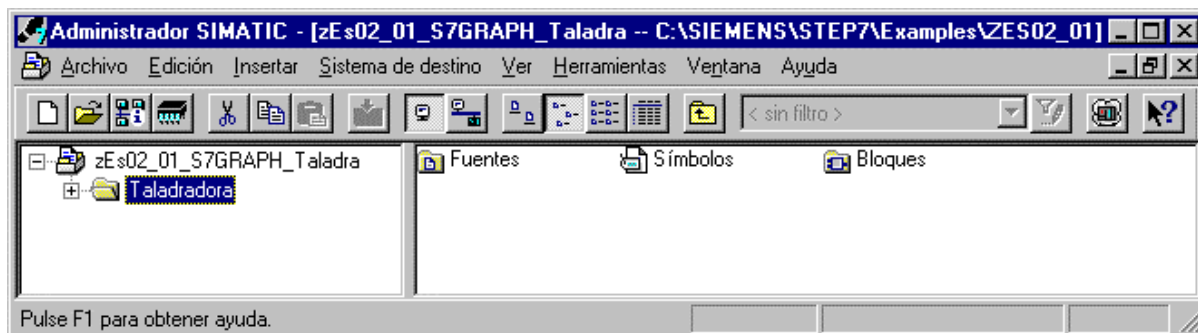 Administrador SIMATIC - [zEs02_01_S7GRAPH_Taladra -- C:\SIEMENS\STEP7\Examples\ZES02_01]
Archivo Edición Insertar Sistema de destino Ver Herramientas Ventana Ayuda
< sin filtro >
zEs02_01_S7GRAPH_Taladra
Taladradora
Fuentes Símbolos Bloques
Pulse F1 para obtener ayuda.